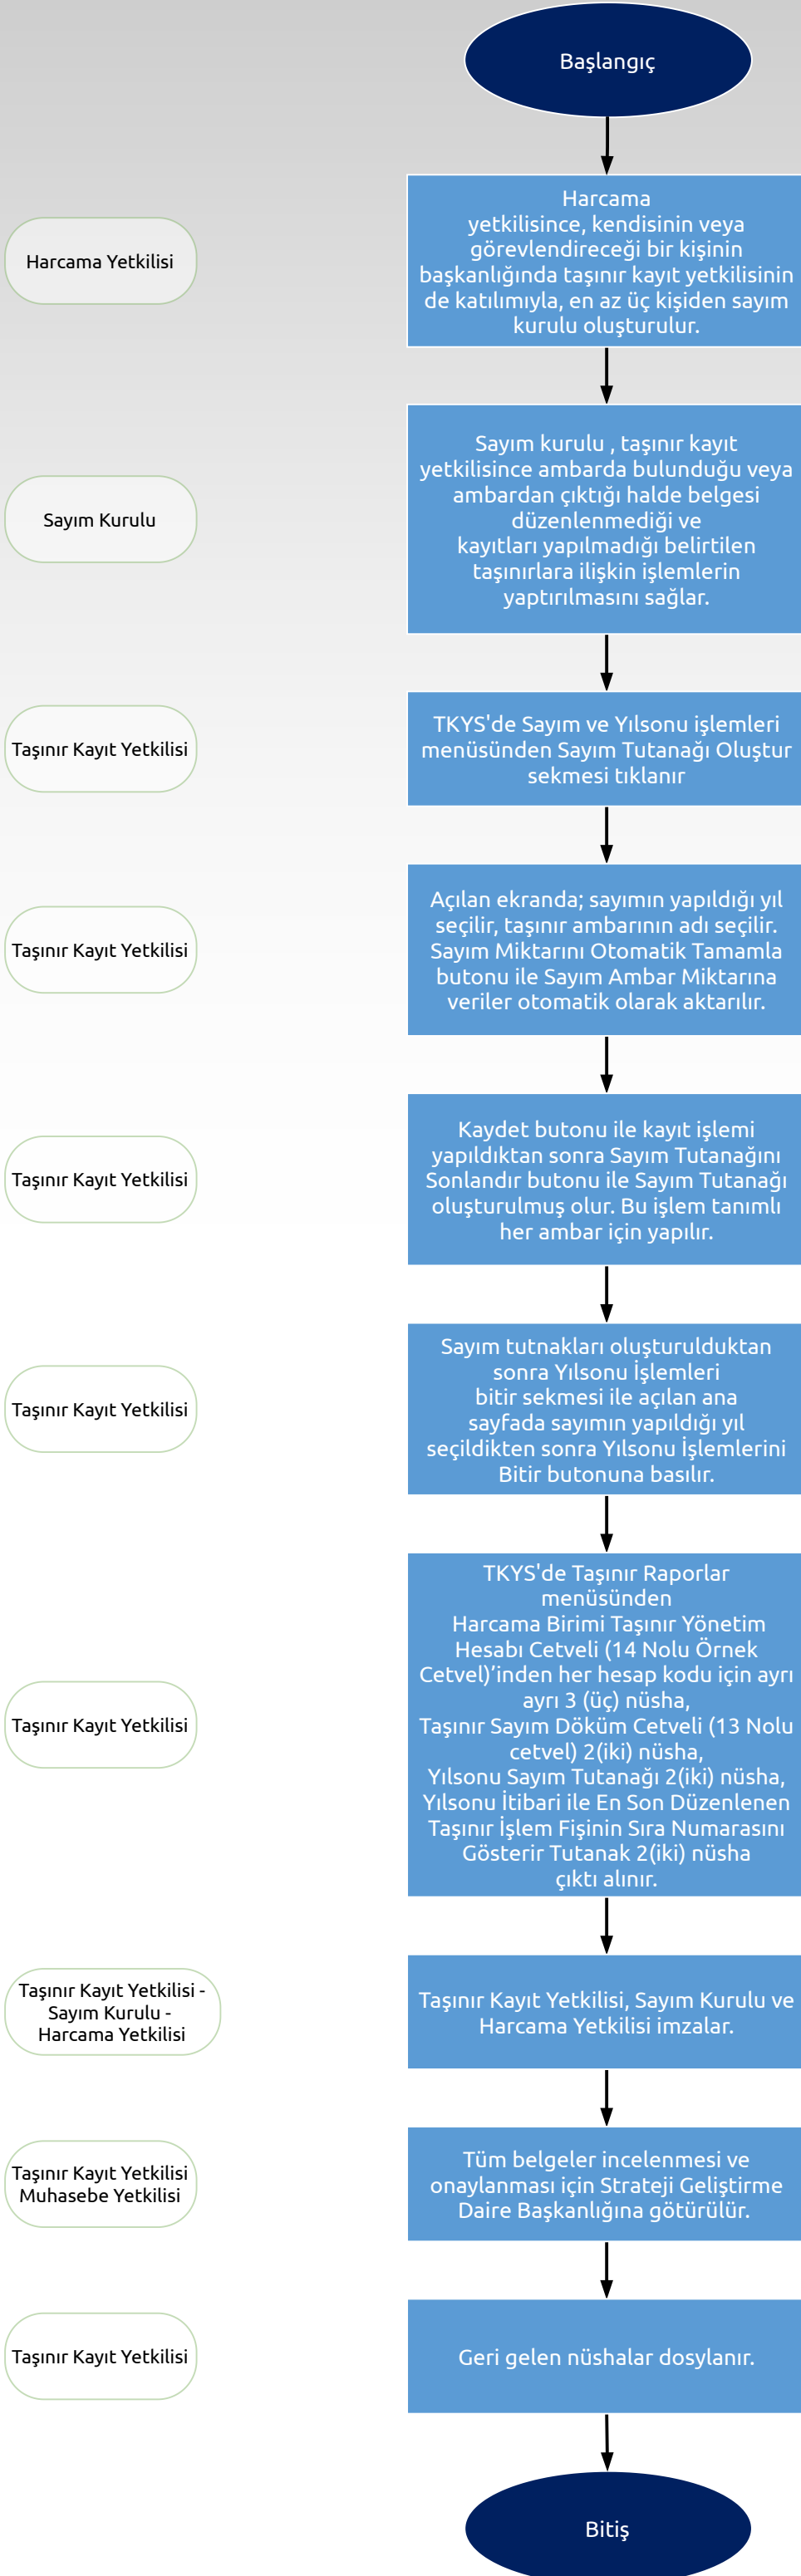 Başlangıç
Harcama Yetkilisi
Harcama
yetkilisince, kendisinin veya
görevlendireceği bir kişinin
başkanlığında taşınır kayıt yetkilisinin
de katılımıyla, en az üç kişiden sayım
kurulu oluşturulur.
Sayım Kurulu
Sayım kurulu , taşınır kayıt
yetkilisince ambarda bulunduğu veya
ambardan çıktığı halde belgesi
düzenlenmediği ve
kayıtları yapılmadığı belirtilen
taşınırlara ilişkin işlemlerin
yaptırılmasını sağlar.
Taşınır Kayıt Yetkilisi
TKYS'de Sayım ve Yılsonu işlemleri
menüsünden Sayım Tutanağı Oluştur
sekmesi tıklanır
Taşınır Kayıt Yetkilisi
Açılan ekranda; sayımın yapıldığı yıl
seçilir, taşınır ambarının adı seçilir.
Sayım Miktarını Otomatik Tamamla
butonu ile Sayım Ambar Miktarına
veriler otomatik olarak aktarılır.
Taşınır Kayıt Yetkilisi
Kaydet butonu ile kayıt işlemi
yapıldıktan sonra Sayım Tutanağını
Sonlandır butonu ile Sayım Tutanağı
oluşturulmuş olur. Bu işlem tanımlı
her ambar için yapılır.
Taşınır Kayıt Yetkilisi
Sayım tutnakları oluşturulduktan
sonra Yılsonu İşlemleri
bitir sekmesi ile açılan ana
sayfada sayımın yapıldığı yıl
seçildikten sonra Yılsonu İşlemlerini
Bitir butonuna basılır.
Taşınır Kayıt Yetkilisi
TKYS'de Taşınır Raporlar
menüsünden
Harcama Birimi Taşınır Yönetim
Hesabı Cetveli (14 Nolu Örnek
Cetvel)’inden her hesap kodu için ayrı
ayrı 3 (üç) nüsha,
Taşınır Sayım Döküm Cetveli (13 Nolu
cetvel) 2(iki) nüsha,
Yılsonu Sayım Tutanağı 2(iki) nüsha,
Yılsonu İtibari ile En Son Düzenlenen
Taşınır İşlem Fişinin Sıra Numarasını
Gösterir Tutanak 2(iki) nüsha
çıktı alınır.
Taşınır Kayıt Yetkilisi -
Sayım Kurulu -
Harcama Yetkilisi
Taşınır Kayıt Yetkilisi, Sayım Kurulu ve
Harcama Yetkilisi imzalar.
Taşınır Kayıt Yetkilisi
Muhasebe Yetkilisi
Tüm belgeler incelenmesi ve
onaylanması için Strateji Geliştirme
Daire Başkanlığına götürülür.
Taşınır Kayıt Yetkilisi
Geri gelen nüshalar dosylanır.
Bitiş